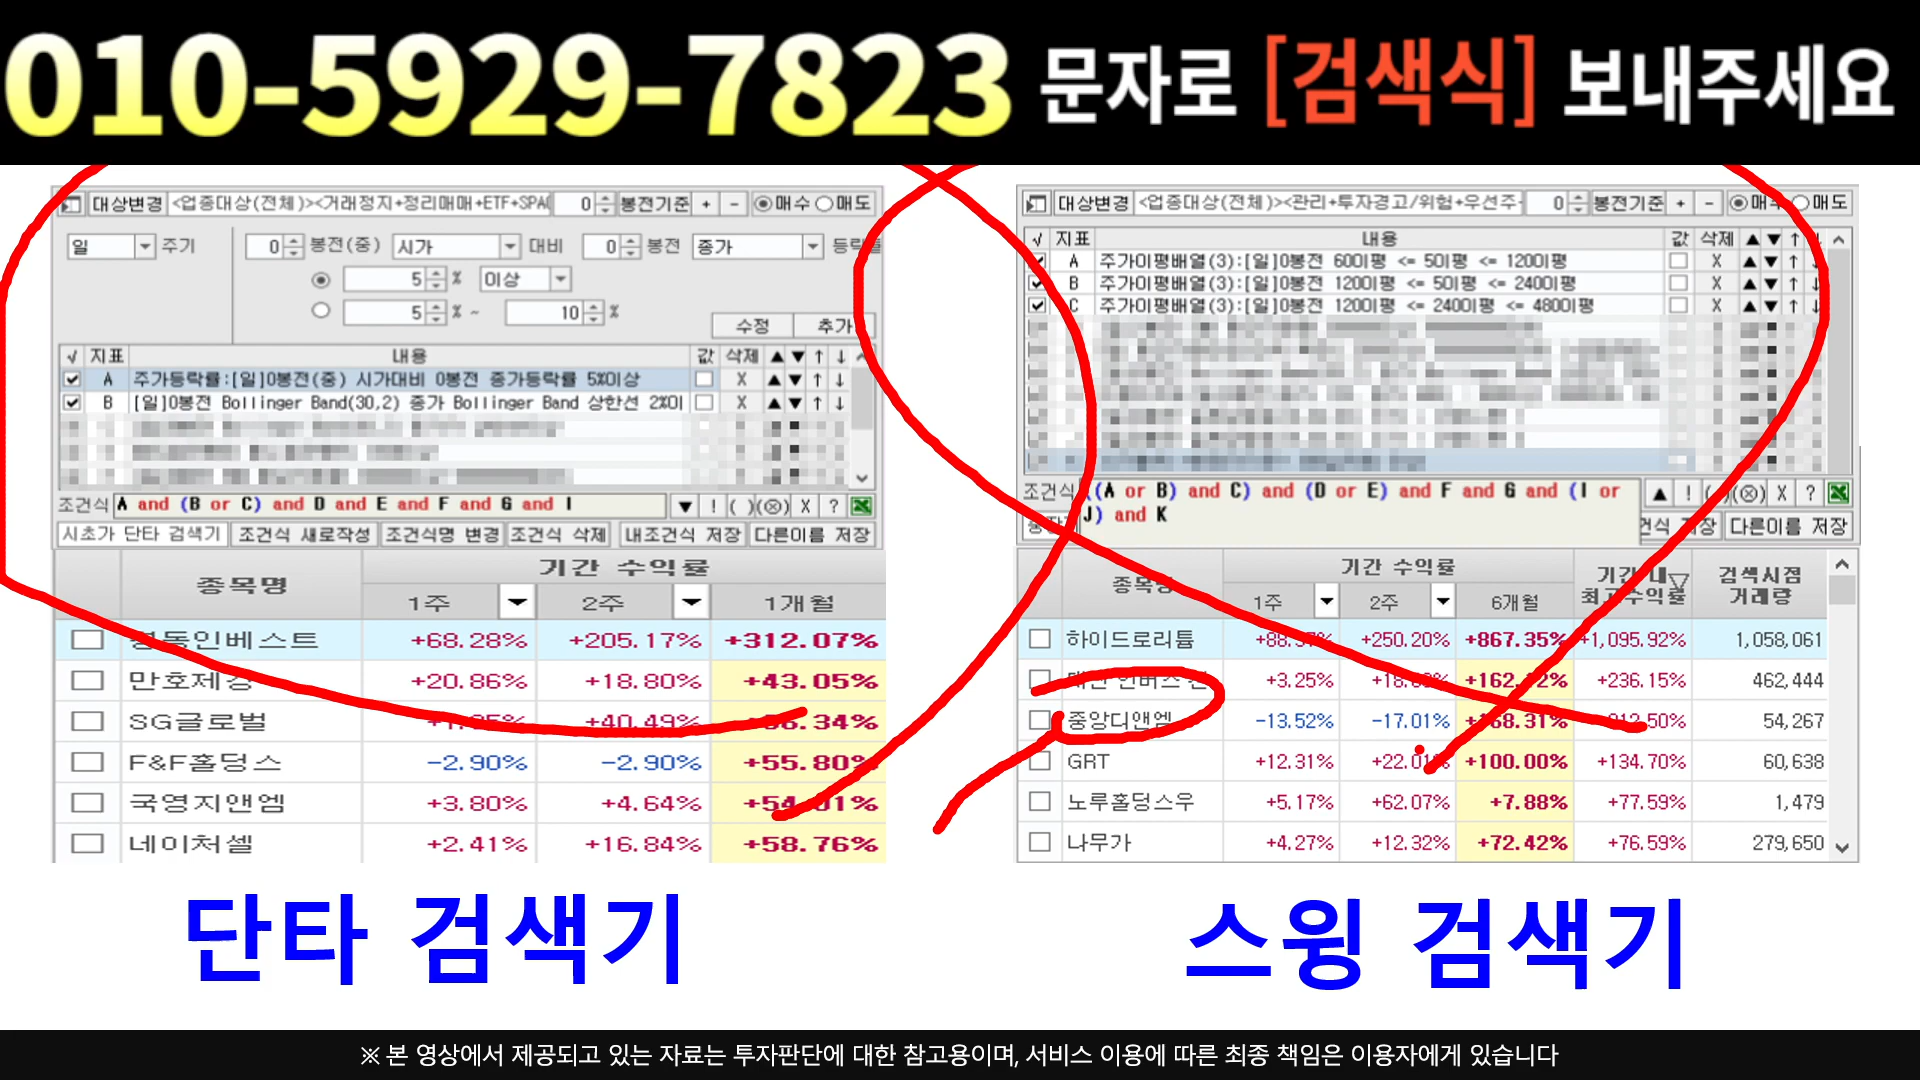 010-5929-7823 문자로 [검색식] 보내주세요
대상변경 <업종대상(전체)><거래정지+정리매매+ETF+SPAC 0 봉전기준 + - 매수 매도
일 주기 0 봉전(중) 시가 대비 0 봉전 종가
5 % 이상
5 % ~ 10 %
수정 추가
√ 지표 내용 값 삭제 ▲ ▼ ↑ ↓
A 주가등락률:[일]0봉전(중) 시가대비 0봉전 종가등락률 5%이상 X ▲ ▼ ↑ ↓
B [일]0봉전 Bollinger Band(30,2) 종가 Bollinger Band 상한선 2%이 X ▲ ▼ ↑ ↓
조건식 A and (B or C) and D and E and F and G and I ▼ ! ( ) (⊗) X ?
시초가 단타 검색기 조건식 새로작성 조건식명 변경 조건식 삭제 내조건식 저장 다른이름 저장
종목명 기간 수익률
1주 2주 1개월
+68.28% +205.17% +312.07%
만호제강 +20.86% +18.80% +43.05%
SG글로벌 +40.49%
F&F홀딩스 -2.90% -2.90% +55.80%
국영지앤엠 +3.80% +4.64%
네이처셀 +2.41% +16.84% +58.76%
단타 검색기
대상변경 <업종대상(전체)><관리+투자경고/위험+우선주+ 0 봉전기준 + - 매수 매도
√ 지표 내용 값 삭제 ▲ ▼ ↑
A 주가이평배열(3):[일]0봉전 60이평 <= 5이평 <= 120이평 X ▲ ▼ ↑
B 주가이평배열(3):[일]0봉전 120이평 <= 5이평 <= 240이평 X ▲ ▼ ↑ ↓
C 주가이평배열(3):[일]0봉전 120이평 <= 240이평 <= 480이평 X ▲ ▼ ↑ ↓
조건식 ((A or B) and C) and (D or E) and F and G and (I or ▲ ! (⊗) X ?
J) and K 저장 다른이름 저장
종목명 기간 수익률 기간 내 검색시점
1주 2주 6개월 최고수익률 거래량
하이드로리튬 +250.20% +867.35% +1,095.92% 1,058,061
+3.25% +236.15% 462,444
중앙디앤엠 -13.52% -17.01% 54,267
GRT +12.31% +100.00% +134.70% 60,638
노루홀딩스우 +5.17% +62.07% +7.88% +77.59% 1,479
나무가 +4.27% +12.32% +72.42% +76.59% 279,650
스윙 검색기
※ 본 영상에서 제공되고 있는 자료는 투자판단에 대한 참고용이며, 서비스 이용에 따른 최종 책임은 이용자에게 있습니다